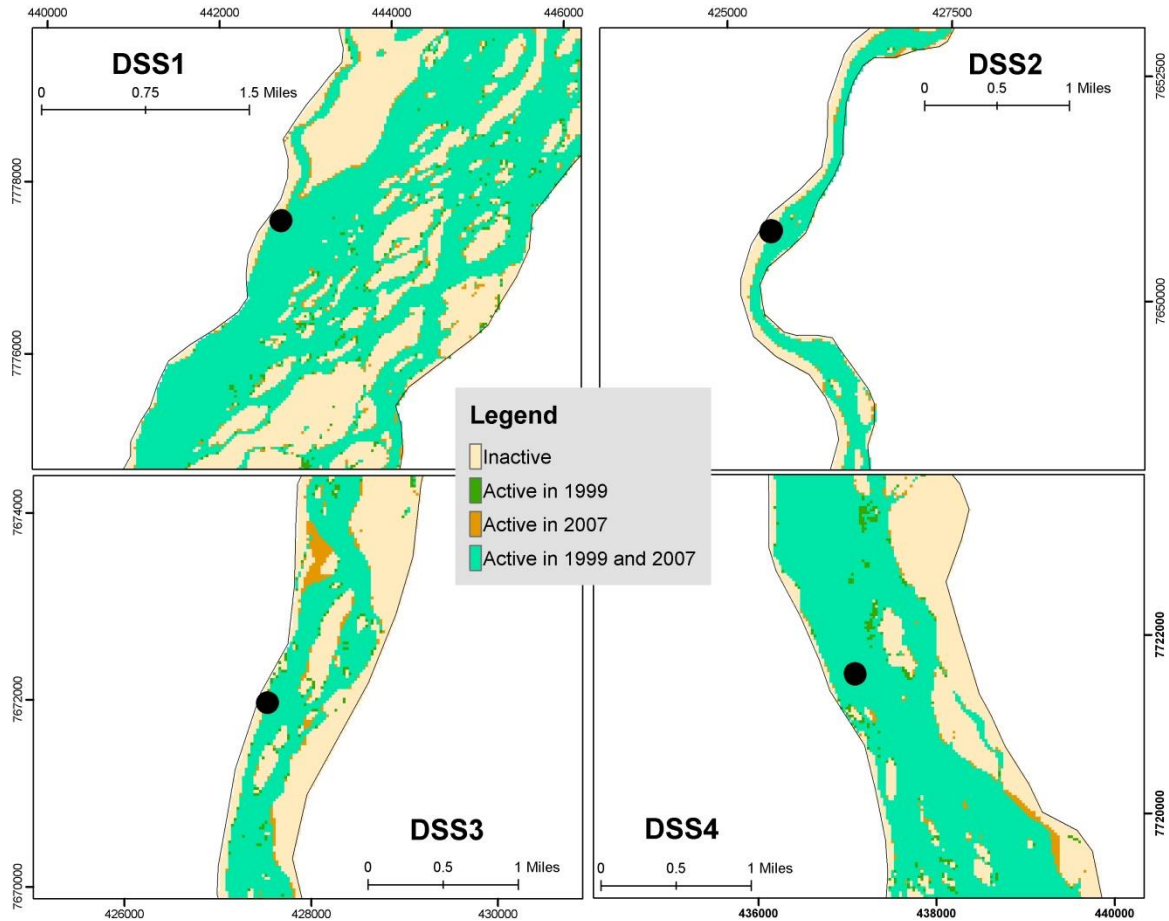 440000 442000 444000 446000 425000 427500
DSS1
0 0.75 1.5 Miles
7778000
7776000
DSS2
0 0.5 1 Miles
7652500
7650000
Legend
Inactive
Active in 1999
Active in 2007
Active in 1999 and 2007
7674000
7672000
7670000
DSS3
0 0.5 1 Miles
DSS4
0 0.5 1 Miles
7722000
7720000
426000 428000 430000 436000 438000 440000